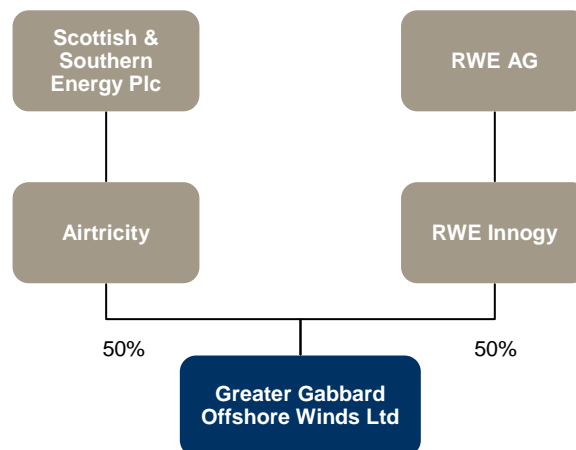 Scottish &
Southern
Energy Plc
RWE AG
Airtricity
RWE Innogy
50%
50%
Greater Gabbard
Offshore Winds Ltd